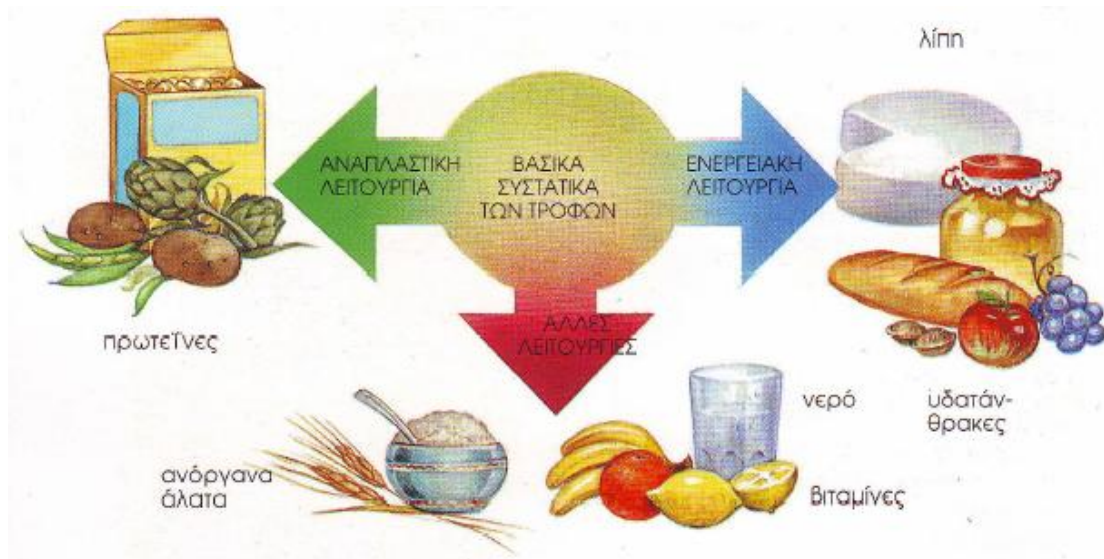 λίπη
ΑΝΑΠΛΑΣΤΙΚΗ
ΛΕΙΤΟΥΡΓΙΑ
ΒΑΣΙΚΑ
ΣΥΣΤΑΤΙΚΑ
ΤΩΝ ΤΡΟΦΩΝ
ΕΝΕΡΓΕΙΑΚΗ
ΛΕΙΤΟΥΡΓΙΑ
πρωτεΐνες
ΑΛΛΕΣ
ΛΕΙΤΟΥΡΓΙΕΣ
νερό
υδατάν-
θρακες
ανόργανα
άλατα
βιταμίνες